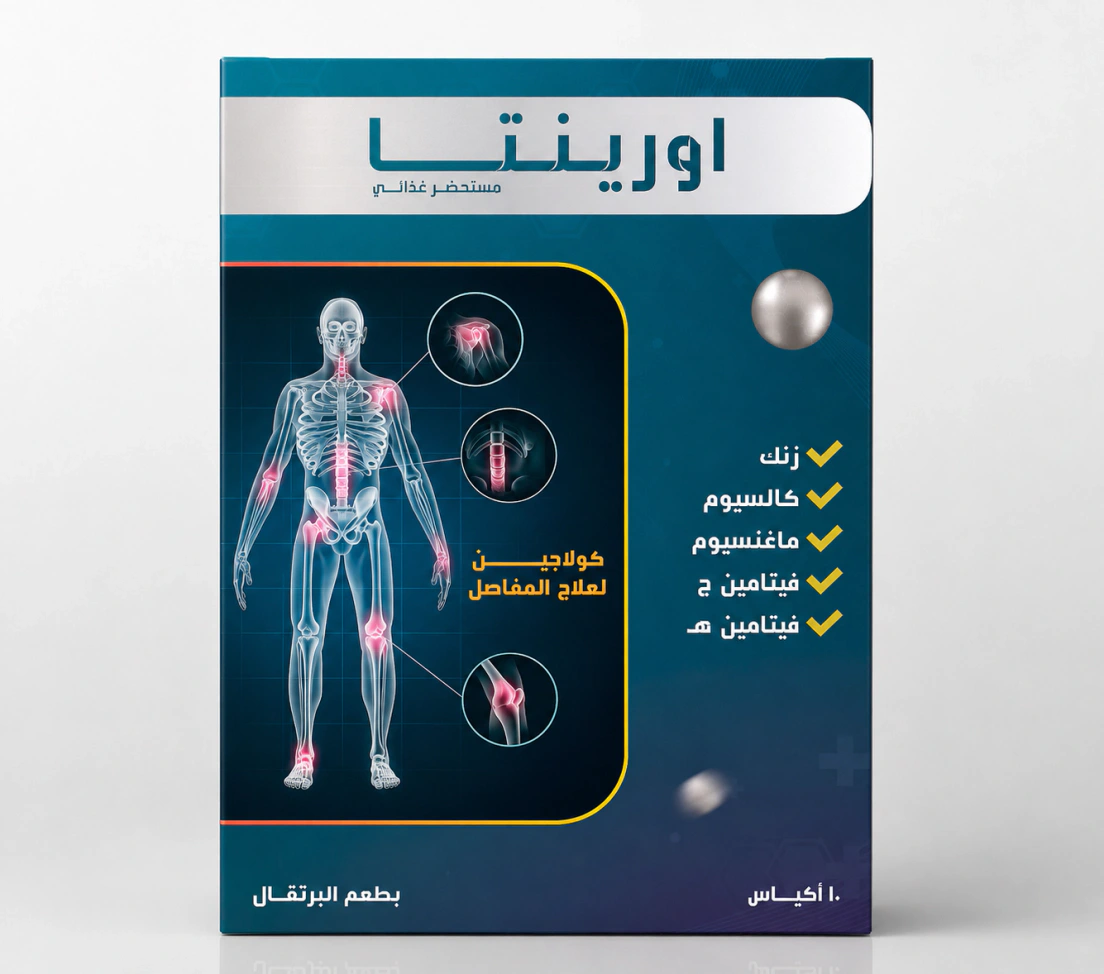 اورينتا
مستحضر غذائي
زنك
كالسيوم
ماغنسيوم
فيتامين ج
فيتامين هـ
كولاجين
لعلاج المفاصل
١٠ أكياس
بطعم البرتقال